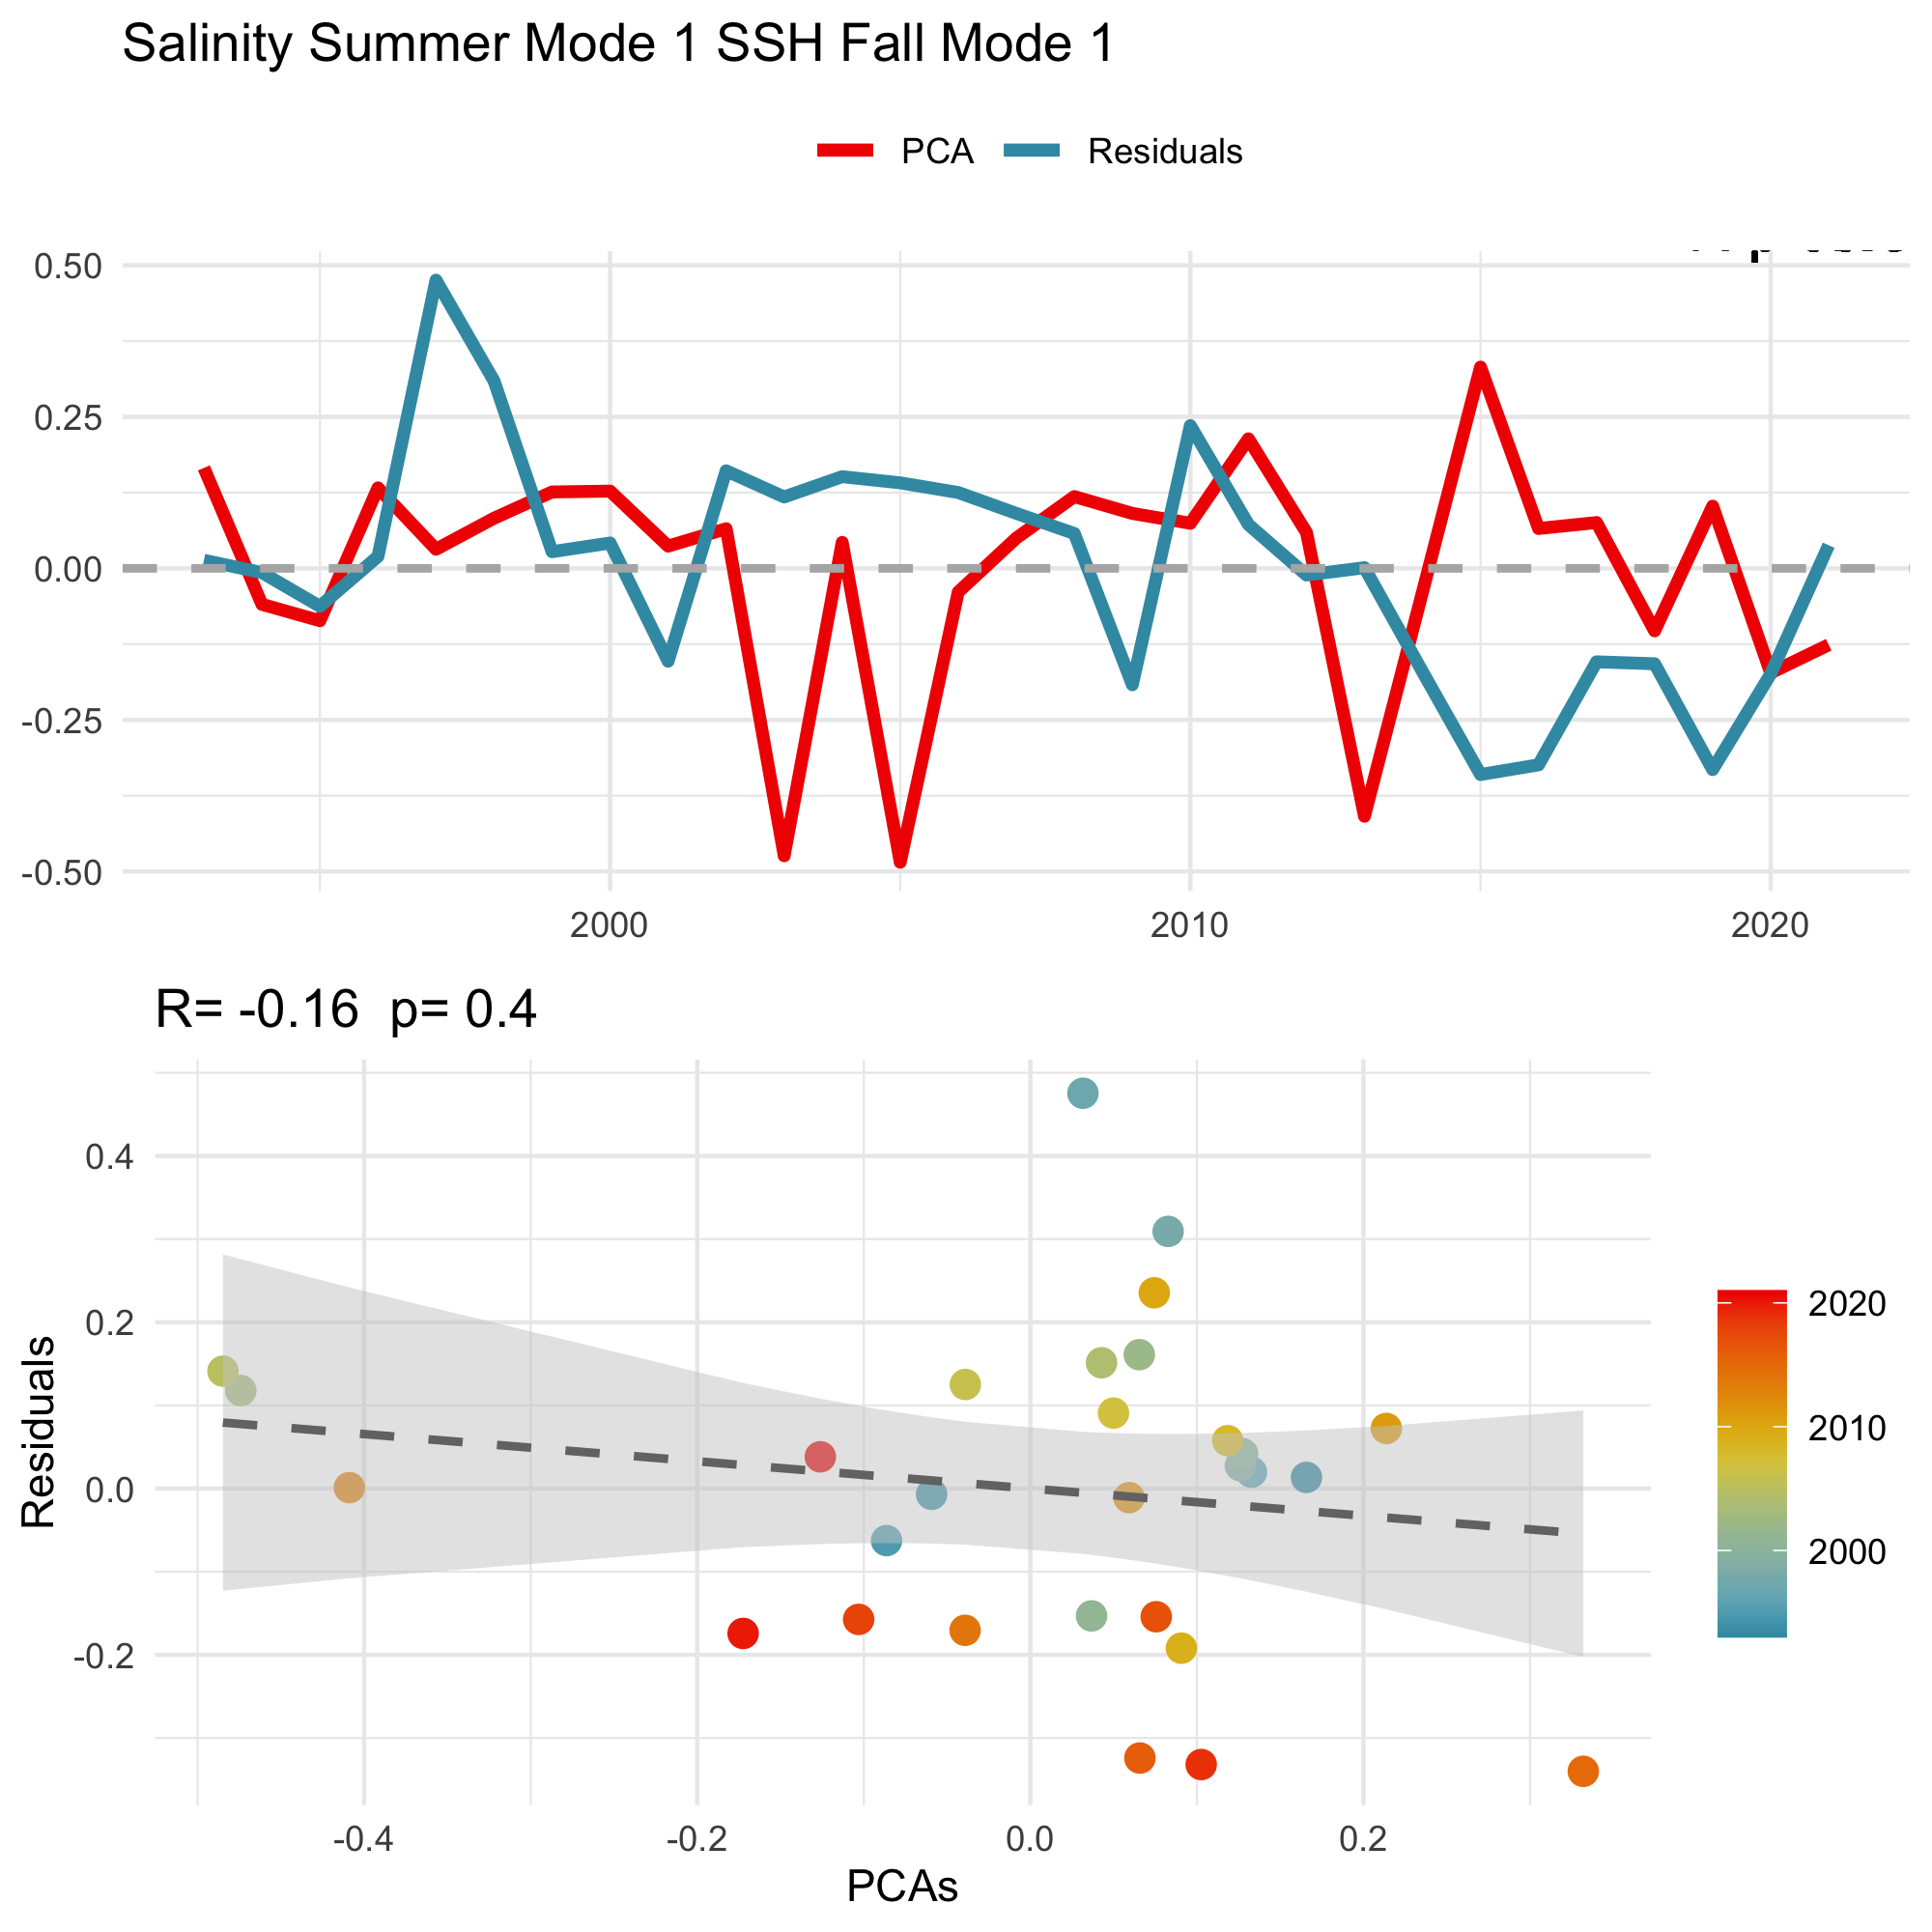 Salinity Summer Mode 1 SSH Fall Mode 1
PCA Residuals
0.50
0.25
0.00
-0.25
-0.50
2000 2010 2020
R= -0.16 p= 0.4
Residuals
0.4
0.2
0.0
-0.2
-0.4 -0.2 0.0 0.2
PCAs
2020
2010
2000